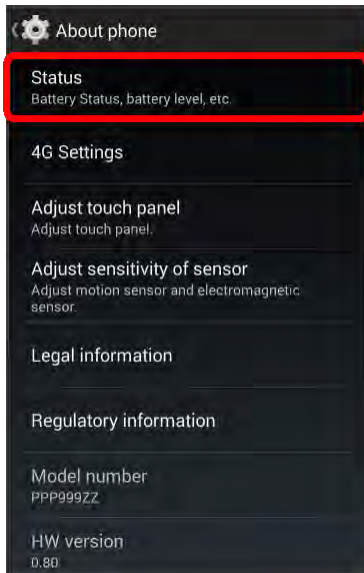 About phone
Status
Battery Status, battery level, etc.
4G Settings
Adjust touch panel
Adjust touch panel.
Adjust sensitivity of sensor
Adjust motion sensor and electromagnetic
sensor.
Legal information
Regulatory information
Model number
PPP999ZZ
HW version
0.80